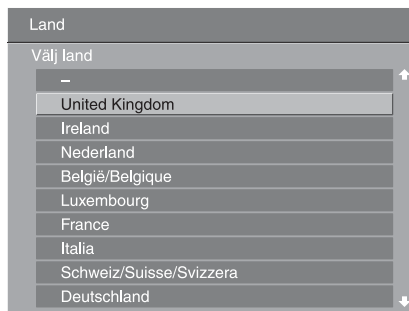 Land
Välj land
–
United Kingdom
Ireland
Nederland
België/Belgique
Luxembourg
France
Italia
Schweiz/Suisse/Svizzera
Deutschland